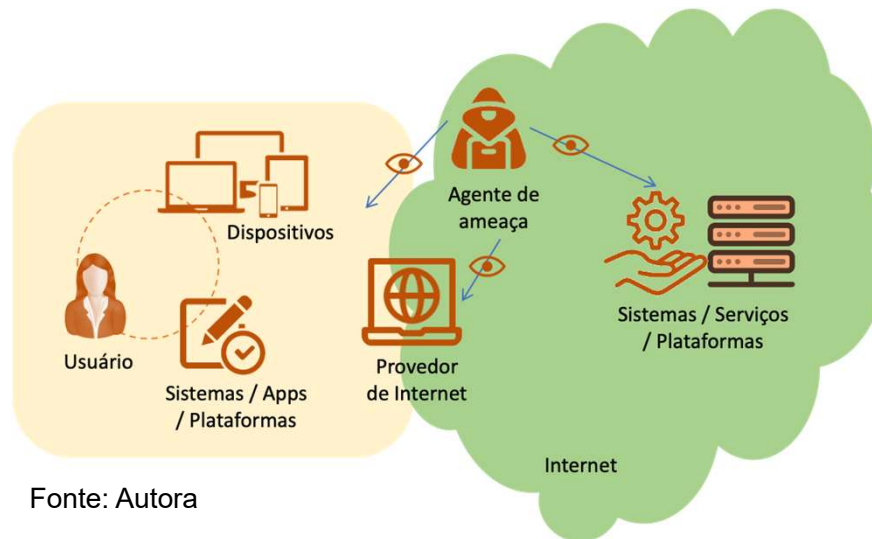 Dispositivos
Usuário
Sistemas / Apps
/ Plataformas
Agente de
ameaça
Provedor
de Internet
Sistemas / Serviços
/ Plataformas
Internet
Fonte: Autora